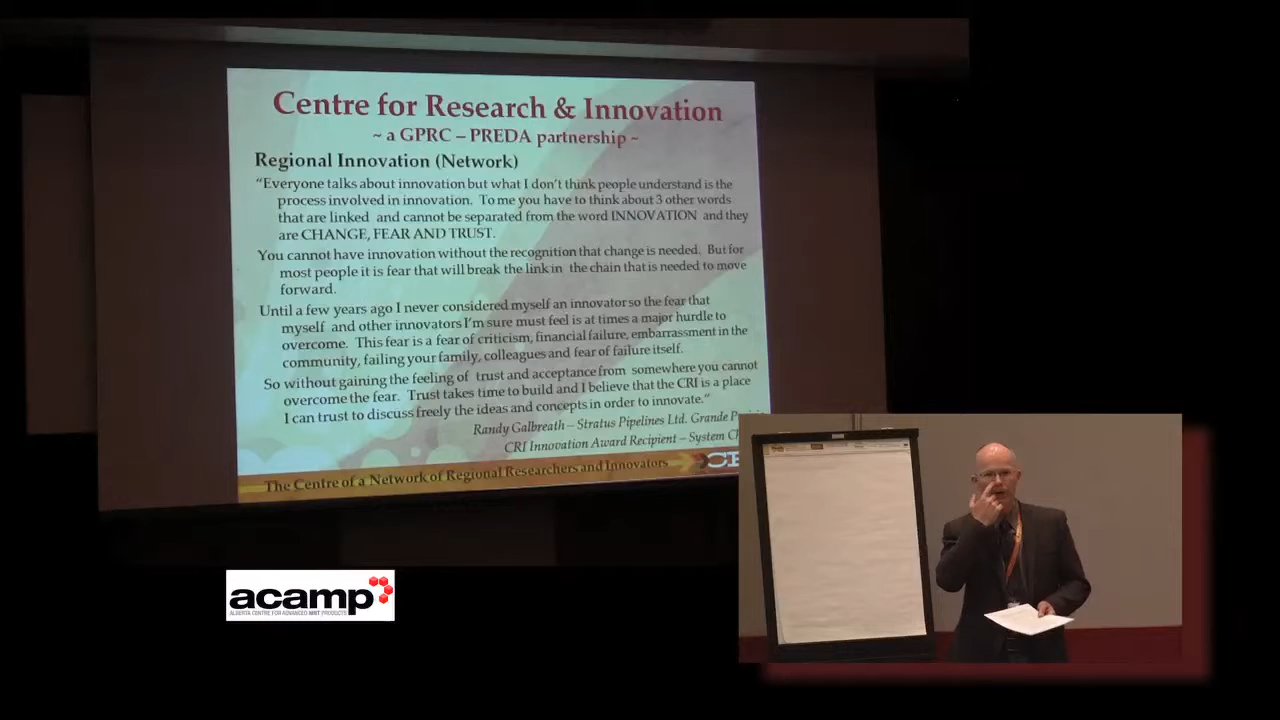 Centre for Research & Innovation
~ a GPRC – PREDA partnership ~
Regional Innovation (Network)
“Everyone talks about innovation but what I don’t think people understand is the
process involved in innovation. To me you have to think about 3 other words
that are linked and cannot be separated from the word INNOVATION and they
are CHANGE, FEAR AND TRUST.
You cannot have innovation without the recognition that change is needed. But for
most people it is fear that will break the link in the chain that is needed to move
forward.
Until a few years ago I never considered myself an innovator so the fear that
myself and other innovators I’m sure must feel is at times a major hurdle to
overcome. This fear is a fear of criticism, financial failure, embarrassment in the
community, failing your family, colleagues and fear of failure itself.
So without gaining the feeling of trust and acceptance from somewhere you cannot
overcome the fear. Trust takes time to build and I believe that the CRI is a place
I can trust to discuss freely the ideas and concepts in order to innovate.”
Randy Galbreath – Stratus Pipelines Ltd. Grande
CRI Innovation Award Recipient – System
The Centre of a Network of Regional Researchers and Innovators
acamp
ALBERTA CENTRE FOR ADVANCED MNT PRODUCTS